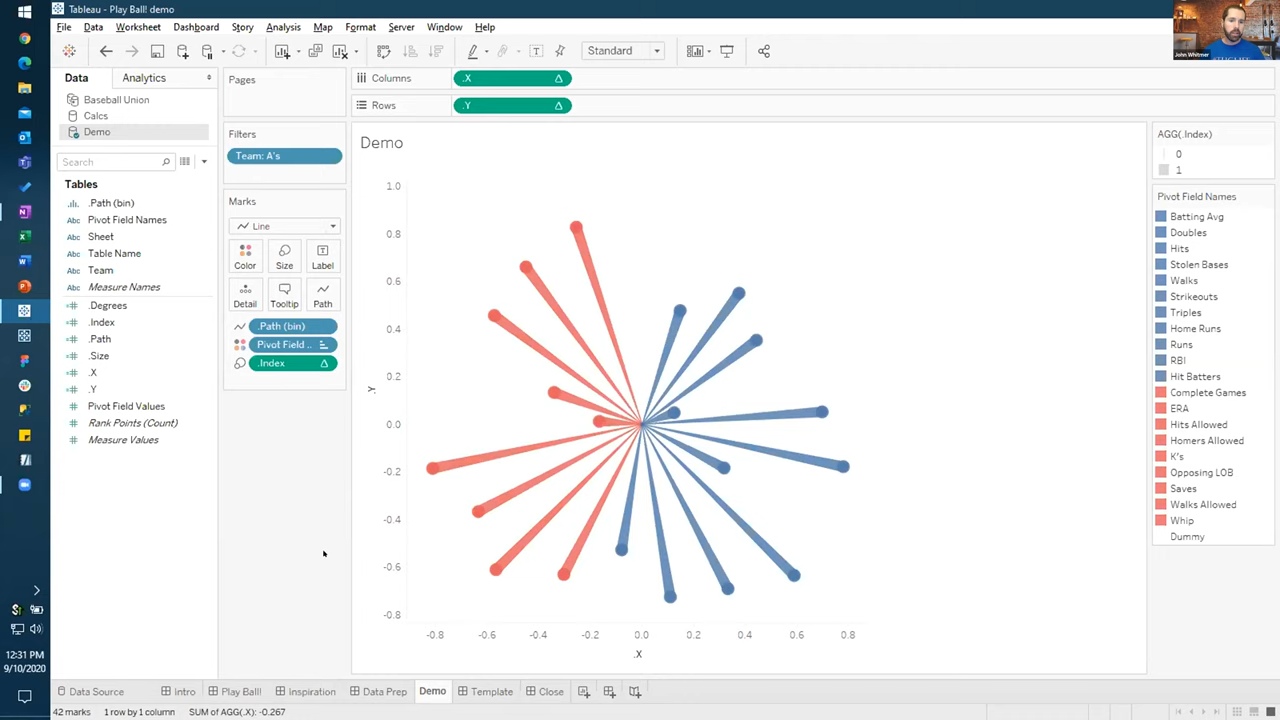 Tableau - Play Ball! demo
File Data Worksheet Dashboard Story Analysis Map Format Server Window Help
Standard
John Whitmer
Data Analytics
Baseball Union
Calcs
Demo
Search
Tables
.Path (bin)
Pivot Field Names
Sheet
Table Name
Team
Measure Names
.Degrees
.Index
.Path
.Size
.X
.Y
Pivot Field Values
Rank Points (Count)
Measure Values
Pages
Filters
Team: A's
Marks
Line
Color Size Label
Detail Tooltip Path
.Path (bin)
Pivot Field ..
.Index
Columns .X
Rows .Y
Demo
1.0
0.8
0.6
0.4
0.2
0.0
-0.2
-0.4
-0.6
-0.8
.Y
-0.8 -0.6 -0.4 -0.2 0.0 0.2 0.4 0.6 0.8
.X
AGG(.Index)
0
1
Pivot Field Names
Batting Avg
Doubles
Hits
Stolen Bases
Walks
Strikeouts
Triples
Home Runs
Runs
RBI
Hit Batters
Complete Games
ERA
Hits Allowed
Homers Allowed
K's
Opposing LOB
Saves
Walks Allowed
Whip
Dummy
12:31 PM
9/10/2020
Data Source Intro Play Ball! Inspiration Data Prep Demo Template Close
42 marks 1 row by 1 column SUM of AGG(.X): -0.267